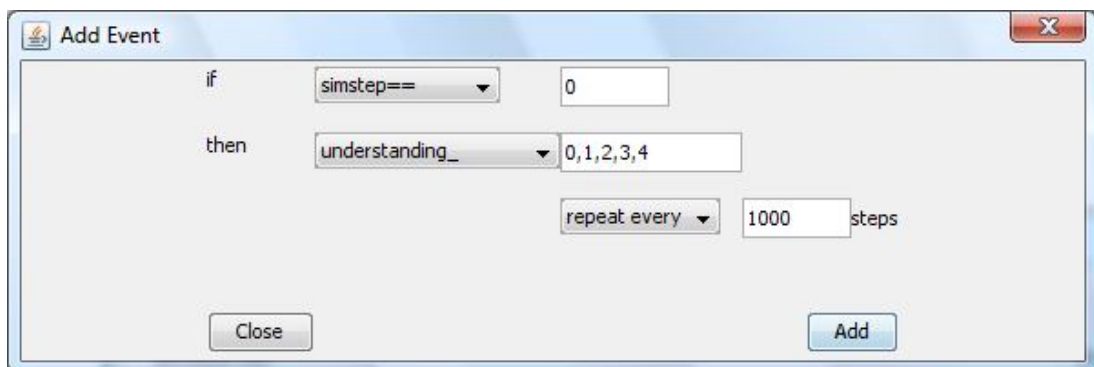 Add Event
if simstep== 0
then understanding_ 0,1,2,3,4
repeat every 1000 steps
Close Add